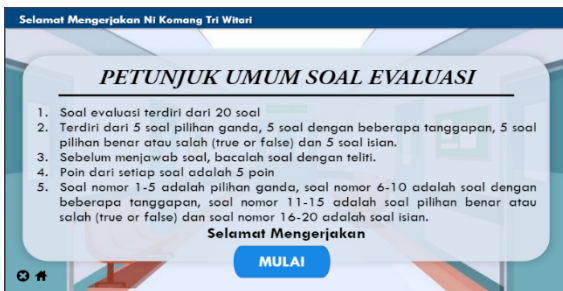 Selamat Mengerjakan Ni Komang Tri Witari
PETUNJUK UMUM SOAL EVALUASI
1. Soal evaluasi terdiri dari 20 soal
2. Terdiri dari 5 soal pilihan ganda, 5 soal dengan beberapa tanggapan, 5 soal
pilihan benar atau salah (true or false) dan 5 soal isian.
3. Sebelum menjawab soal, bacalah soal dengan teliti.
4. Poin dari setiap soal adalah 5 poin
5. Soal nomor 1-5 adalah pilihan ganda, soal nomor 6-10 adalah soal dengan
beberapa tanggapan, soal nomor 11-15 adalah soal pilihan benar atau
salah (true or false) dan soal nomor 16-20 adalah soal isian.
Selamat Mengerjakan
MULAI